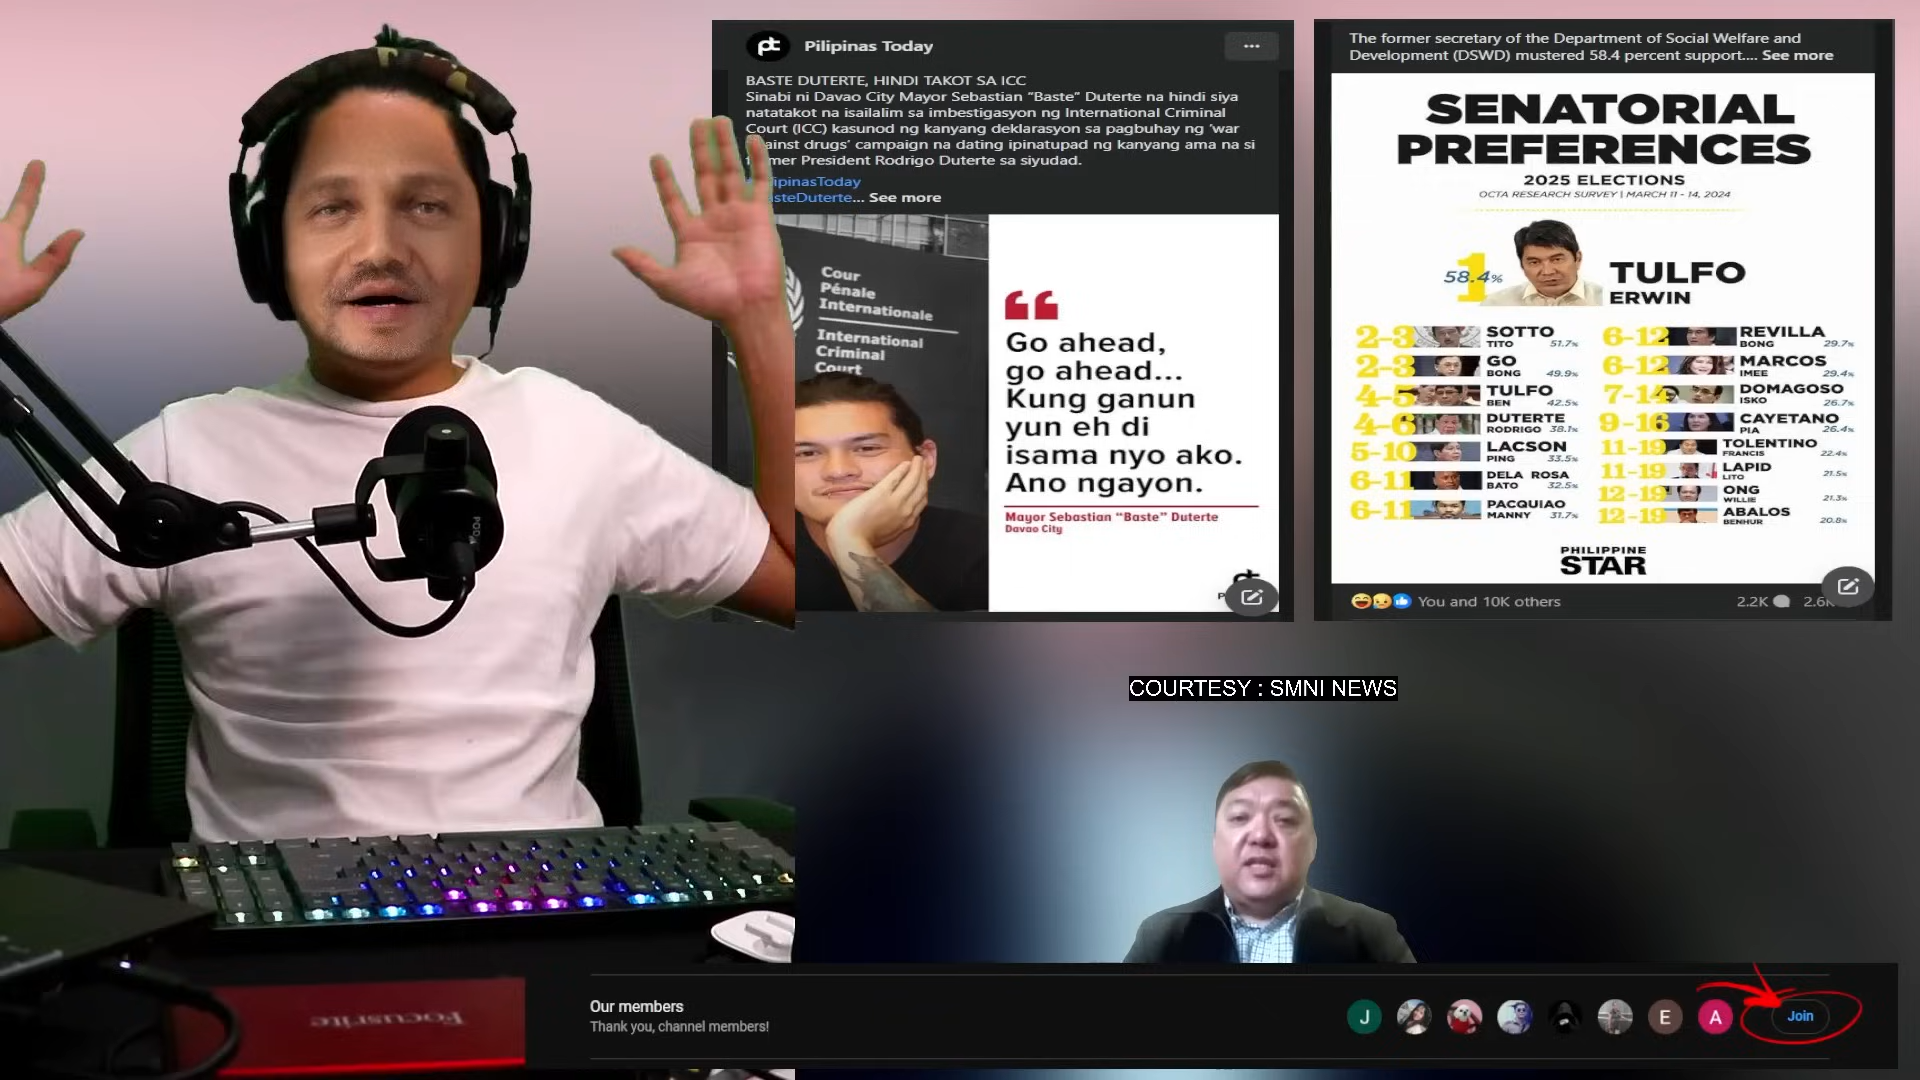 Pilipinas Today
BASTE DUTERTE, HINDI TAKOT SA ICC
Sinabi ni Davao City Mayor Sebastian “Baste” Duterte na hindi siya
natatakot na isailalim sa imbestigasyon ng International Criminal
Court (ICC) kasunod ng kanyang deklarasyon sa pagbuhay ng ‘war
drugs’ campaign na dating ipinatupad ng kanyang ama na si
President Rodrigo Duterte sa siyudad.
... See more
Cour
Pénale
Internationale
International
Criminal
Court
Go ahead,
go ahead...
Kung ganun
yun eh di
isama nyo ako.
Ano ngayon.
Mayor Sebastian “Baste” Duterte
Davao City
The former secretary of the Department of Social Welfare and
Development (DSWD) mustered 58.4 percent support.... See more
SENATORIAL
PREFERENCES
2025 ELECTIONS
OCTA RESEARCH SURVEY | MARCH 11 - 14, 2024
1
58.4%
TULFO
ERWIN
2-3 SOTTO
TITO 51.7%
2-3 GO
BONG 49.9%
4-5 TULFO
BEN 42.5%
4-6 DUTERTE
RODRIGO 38.1%
5-10 LACSON
PING 33.5%
6-11 DELA ROSA
BATO 32.5%
6-11 PACQUIAO
MANNY 31.7%
6-12 REVILLA
BONG 29.7%
6-12 MARCOS
IMEE 29.4%
7-14 DOMAGOSO
ISKO 26.7%
9-16 CAYETANO
PIA 26.4%
11-19 TOLENTINO
FRANCIS 22.4%
11-19 LAPID
LITO 21.5%
12-19 ONG
WILLIE 21.3%
12-19 ABALOS
BENHUR 20.8%
PHILIPPINE
STAR
You and 10K others
2.2K
COURTESY : SMNI NEWS
Our members
Thank you, channel members!
J
E
A
Join
Focusrite